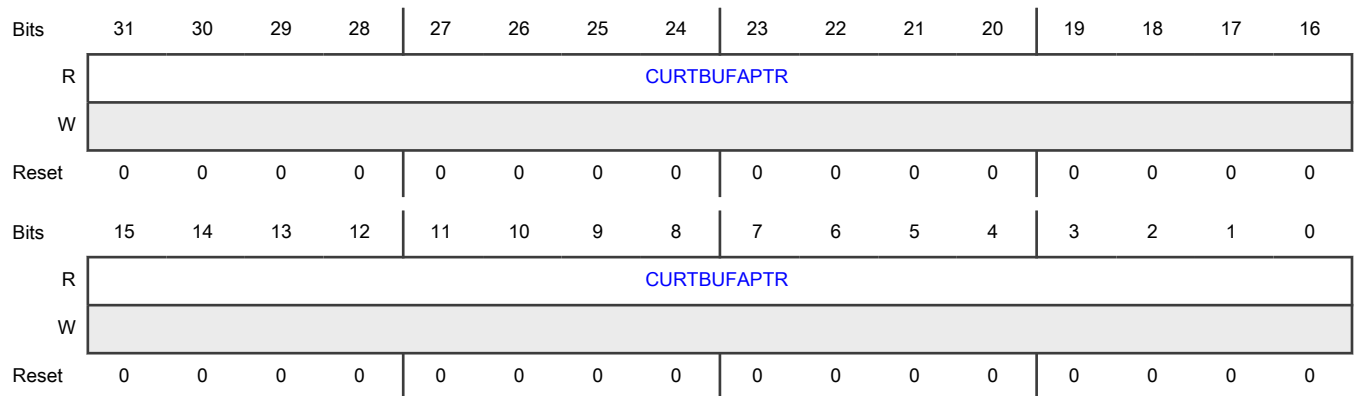 Bits 31 30 29 28 27 26 25 24 23 22 21 20 19 18 17 16
R CURTBUFAPTR
W
Reset 0 0 0 0 0 0 0 0 0 0 0 0 0 0 0 0
Bits 15 14 13 12 11 10 9 8 7 6 5 4 3 2 1 0
R CURTBUFAPTR
W
Reset 0 0 0 0 0 0 0 0 0 0 0 0 0 0 0 0